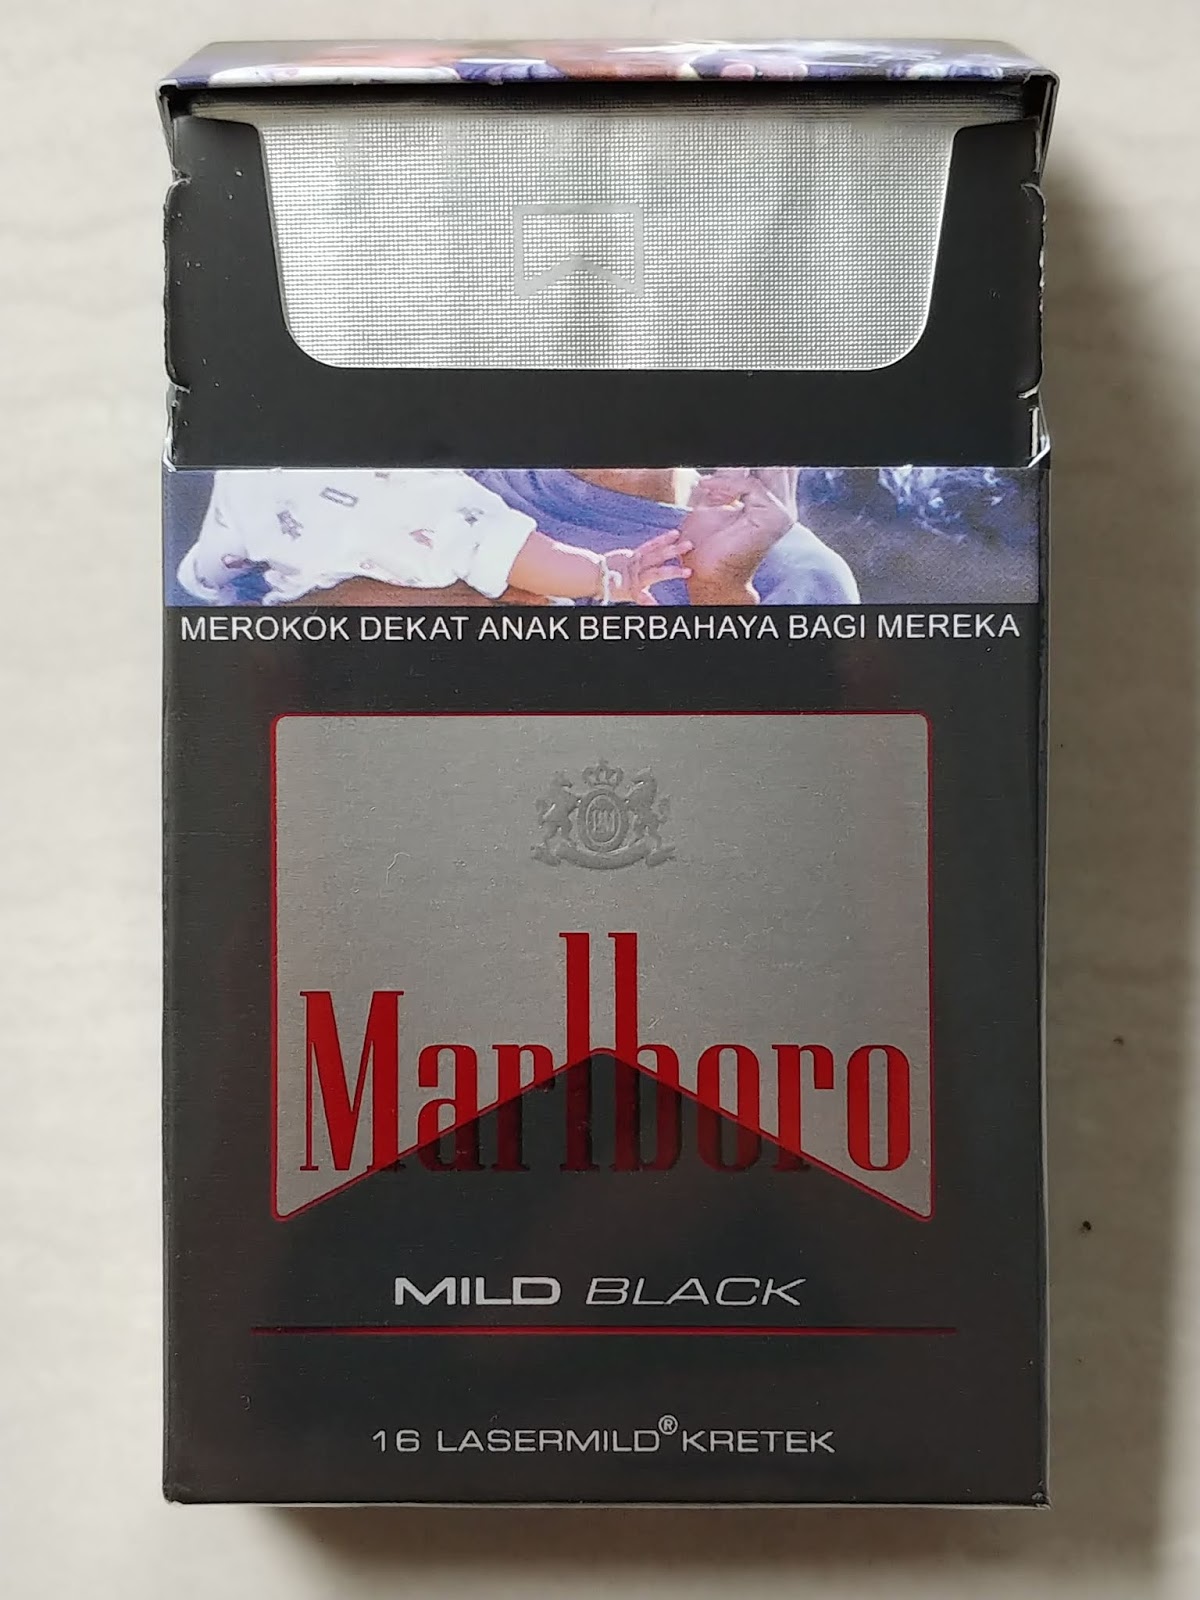 MEROKOK DEKAT ANAK BERBAHAYA BAGI MEREKA
Marlboro
MILD BLACK
16 LASERMILD® KRETEK